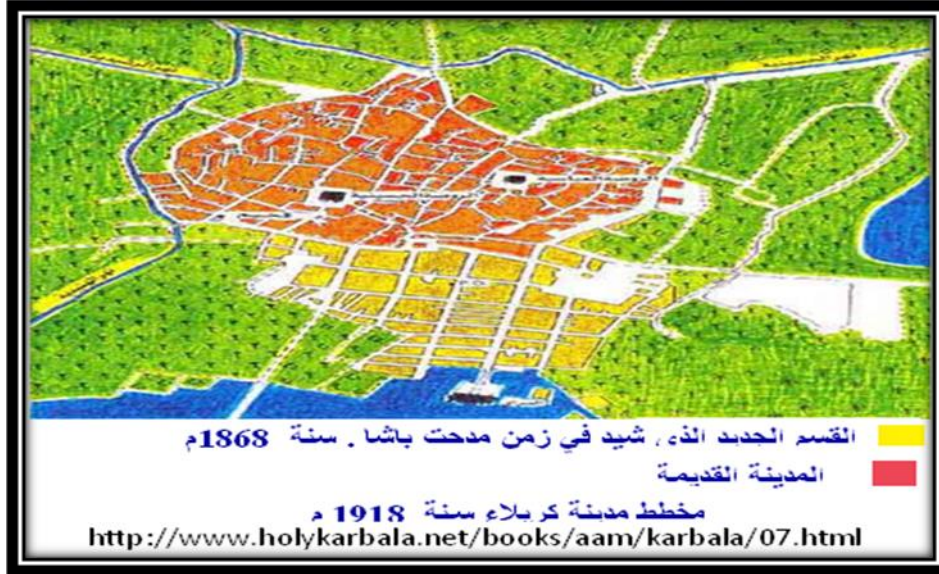 القسم الجديد الذي شيد في زمن مدحت باشا . سنة 1868م
المدينة القديمة
مخطط مدينة كربلاء سنة 1918 م
http://www.holykarbala.net/books/aam/karbala/07.html